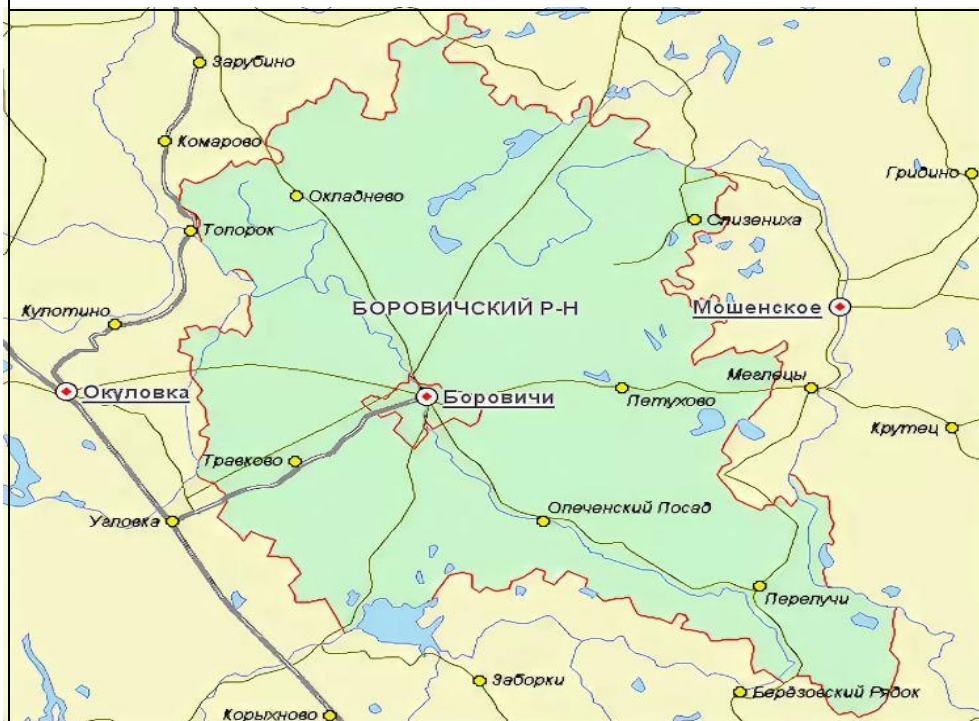 Зарубино
Комарово
Гридино
Окладнево
Слизениха
Топорок
БОРОВИЧСКИЙ Р-Н
Мошенское
Кулотино
Меглецы
Окуловка
Боровичи
Петухово
Крутец
Травково
Опеченский Посад
Угловка
Перелучи
Заборки
Берёзовский Рядок
Корыхново